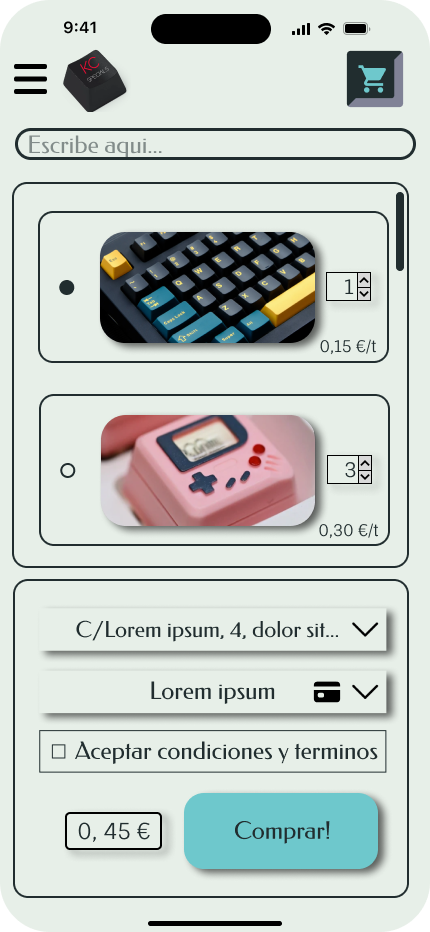 9:41
KC
SPECIALS
Escribe aqui...
1
0,15 €/t
3
0,30 €/t
C/Lorem ipsum, 4, dolor sit...
Lorem ipsum
Aceptar condiciones y terminos
0, 45 €
Comprar!